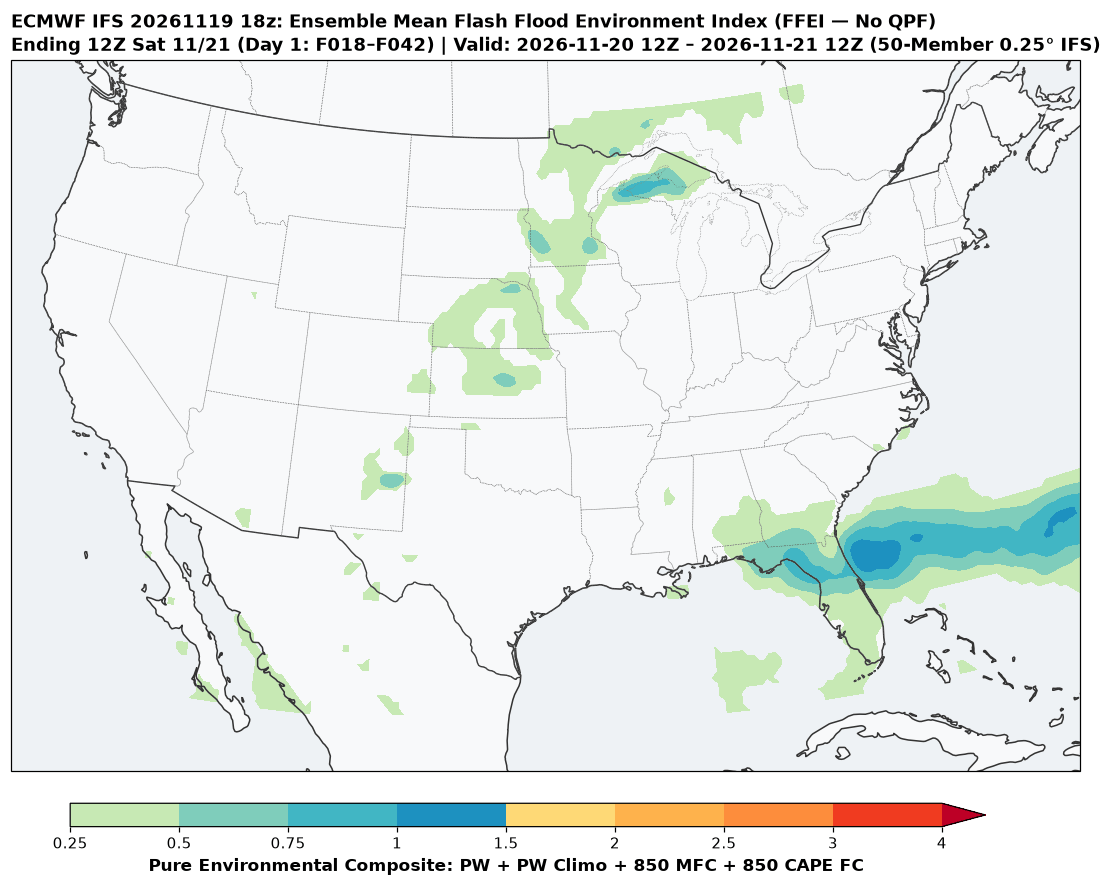 ECMWF IFS 20261119 18z: Ensemble Mean Flash Flood Environment Index (FFEI — No QPF)
Ending 12Z Sat 11/21 (Day 1: F018–F042) | Valid: 2026-11-20 12Z – 2026-11-21 12Z (50-Member 0.25° IFS)
0.25 0.5 0.75 1 1.5 2 2.5 3 4
Pure Environmental Composite: PW + PW Climo + 850 MFC + 850 CAPE FC